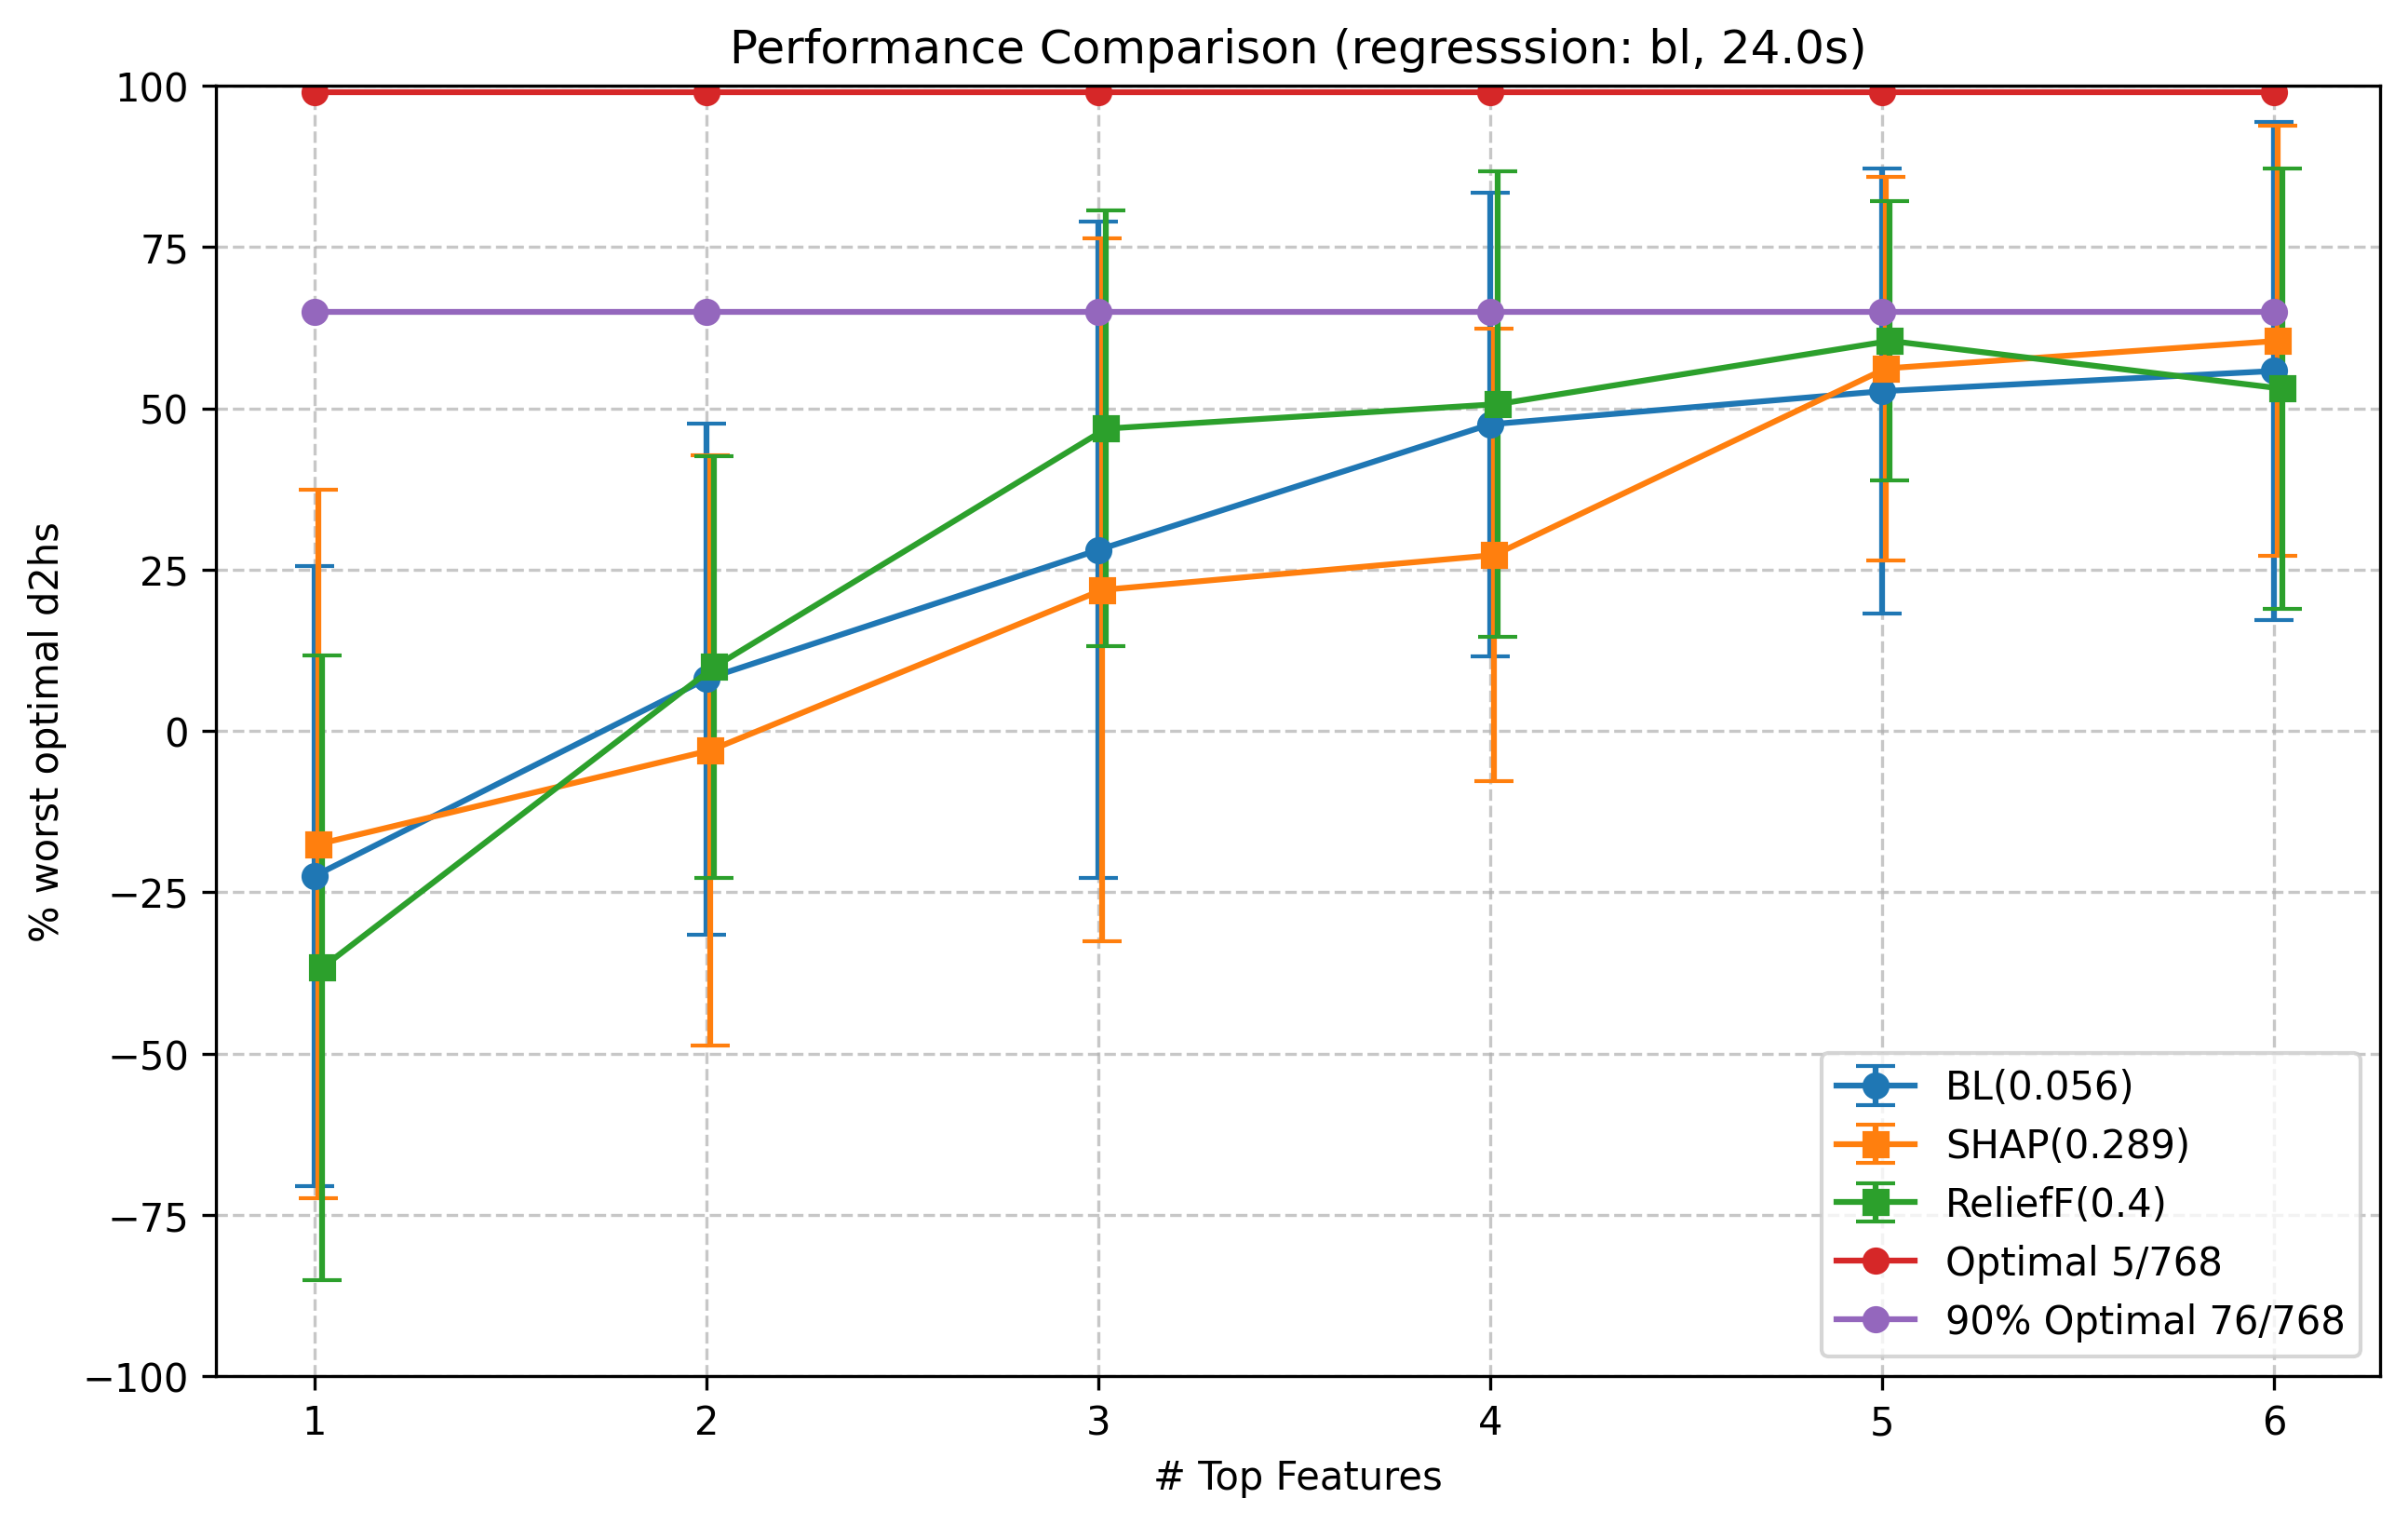 Performance Comparison (regresssion: bl, 24.0s)
% worst optimal d2hs
100
75
50
25
0
−25
−50
−75
−100
1 2 3 4 5 6
# Top Features
BL(0.056)
SHAP(0.289)
ReliefF(0.4)
Optimal 5/768
90% Optimal 76/768